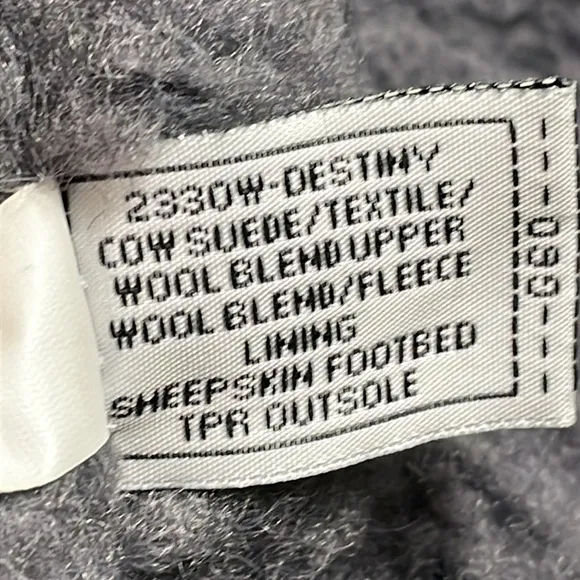 2330W-DESTINY
COW SUEDE/TEXTILE/
WOOL BLEND UPPER
WOOL BLEND/FLEECE
LINING
SHEEPSKIN FOOTBED
TPR OUTSOLE
090